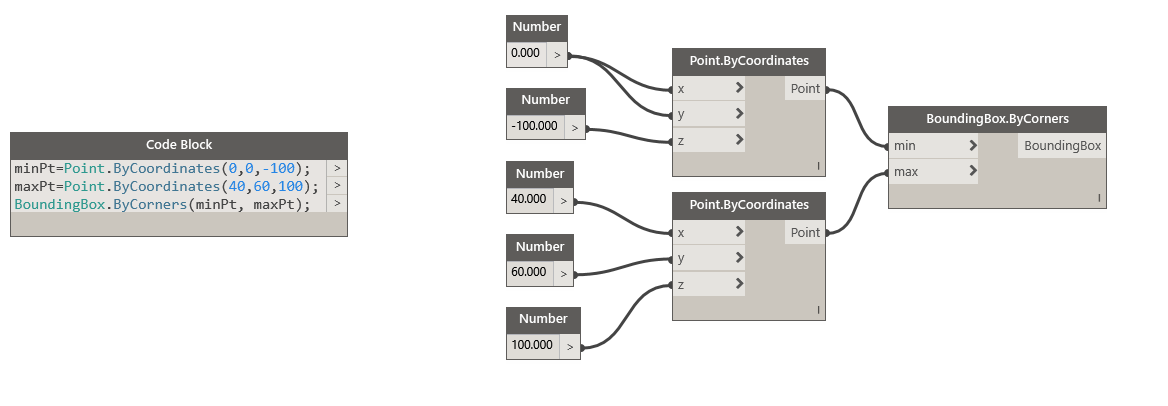 Code Block
minPt=Point.ByCoordinates(0,0,-100); >
maxPt=Point.ByCoordinates(40,60,100); >
BoundingBox.ByCorners(minPt, maxPt); >
Number
0.000 >
Number
-100.000 >
Number
40.000 >
Number
60.000 >
Number
100.000 >
Point.ByCoordinates
x > Point
y >
z >
I
Point.ByCoordinates
x > Point
y >
z >
I
BoundingBox.ByCorners
min > BoundingBox
max >
I